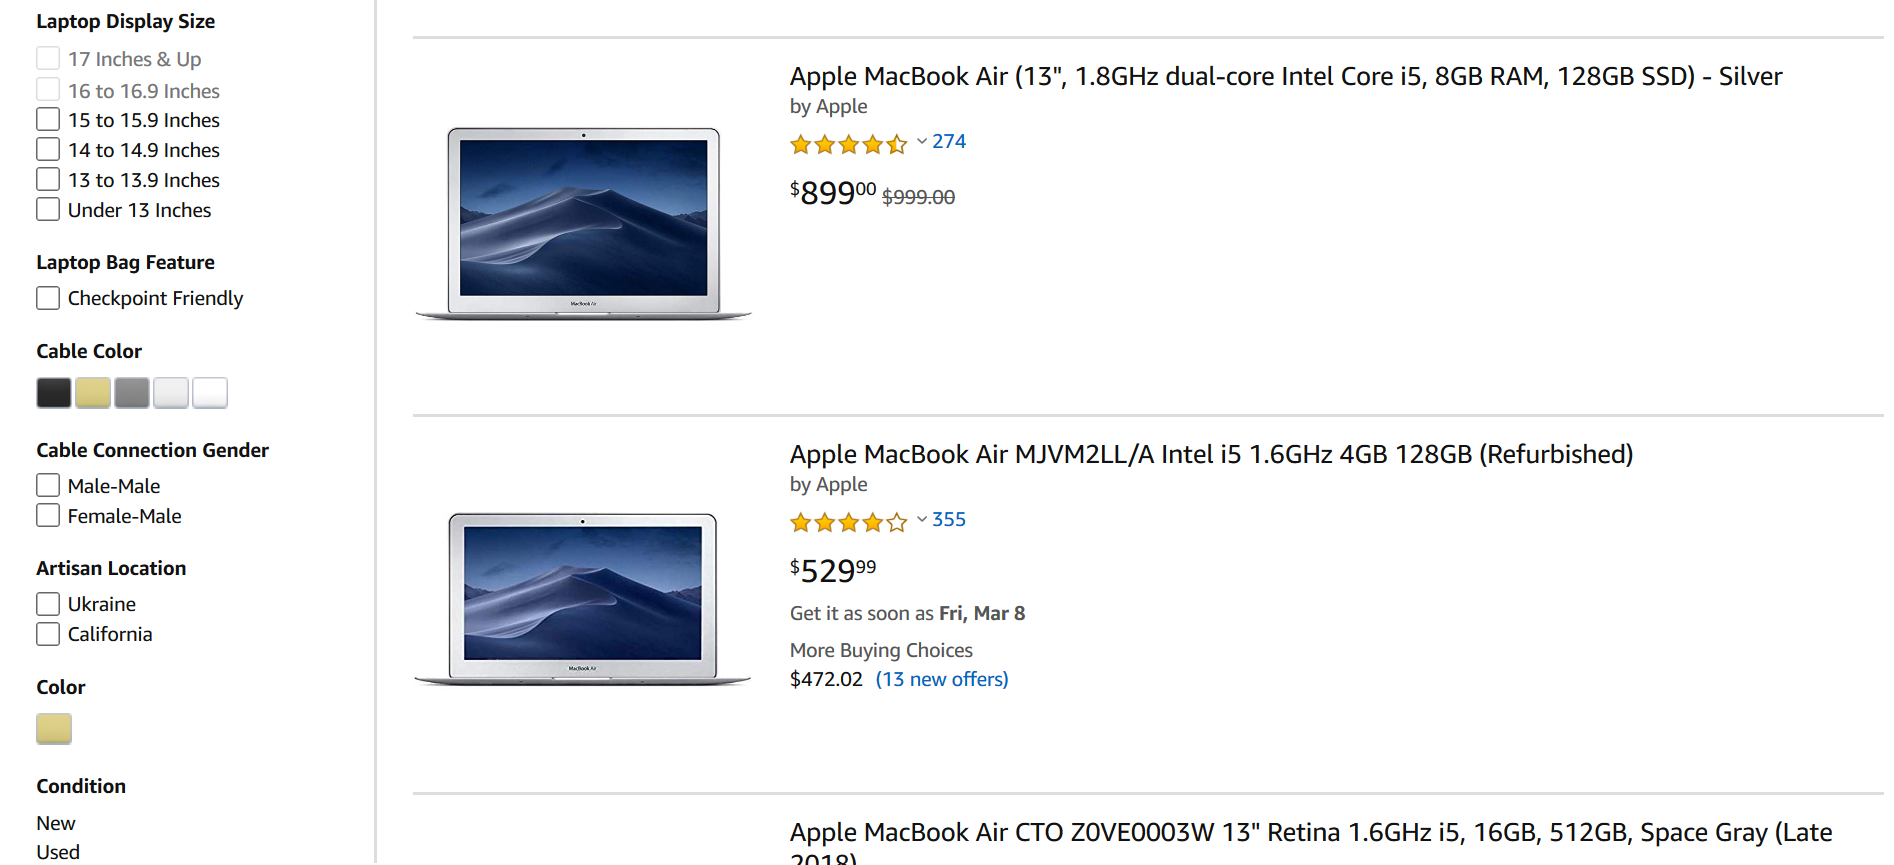 Laptop Display Size
17 Inches & Up
16 to 16.9 Inches
15 to 15.9 Inches
14 to 14.9 Inches
13 to 13.9 Inches
Under 13 Inches
Laptop Bag Feature
Checkpoint Friendly
Cable Color
Cable Connection Gender
Male-Male
Female-Male
Artisan Location
Ukraine
California
Color
Condition
New
Used
MacBook Air
Apple MacBook Air (13", 1.8GHz dual-core Intel Core i5, 8GB RAM, 128GB SSD) - Silver
by Apple
274
$89900 $999.00
MacBook Air
Apple MacBook Air MJVM2LL/A Intel i5 1.6GHz 4GB 128GB (Refurbished)
by Apple
355
$52999
Get it as soon as Fri, Mar 8
More Buying Choices
$472.02 (13 new offers)
Apple MacBook Air CTO Z0VE0003W 13" Retina 1.6GHz i5, 16GB, 512GB, Space Gray (Late
2018)